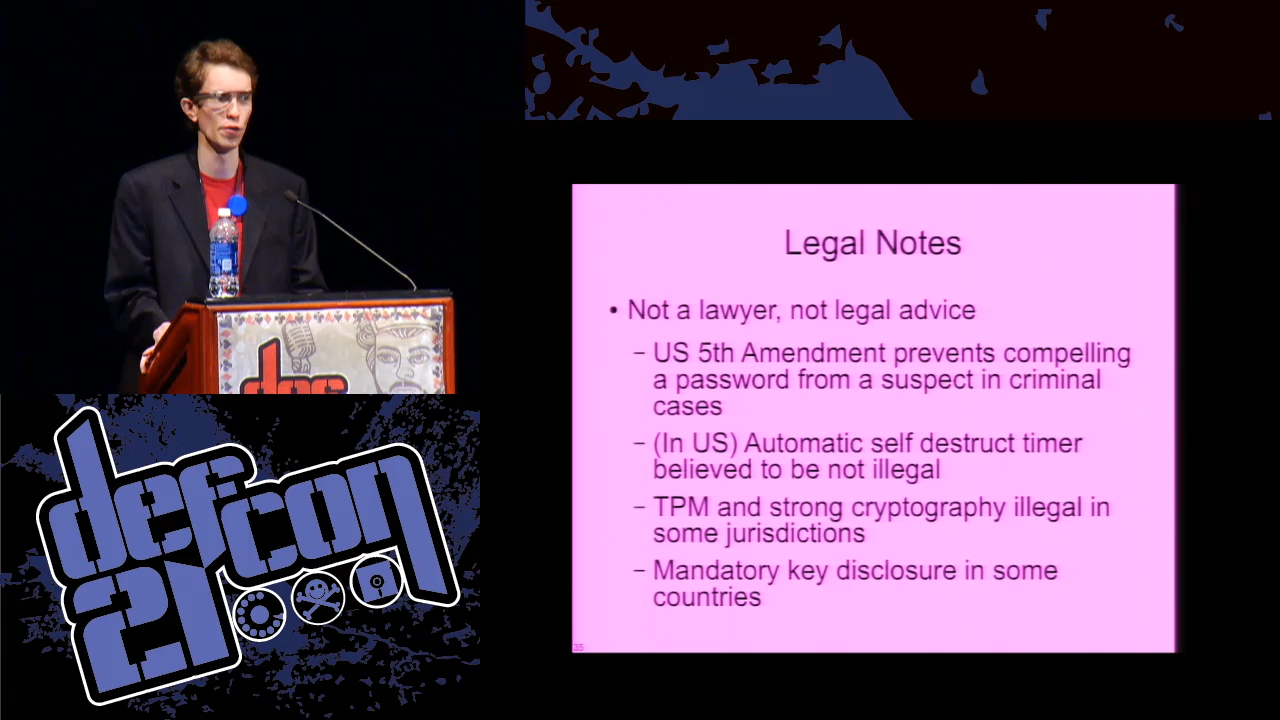 Legal Notes
• Not a lawyer, not legal advice
– US 5th Amendment prevents compelling
a password from a suspect in criminal
cases
– (In US) Automatic self destruct timer
believed to be not illegal
– TPM and strong cryptography illegal in
some jurisdictions
– Mandatory key disclosure in some
countries
35
def
defcon
21